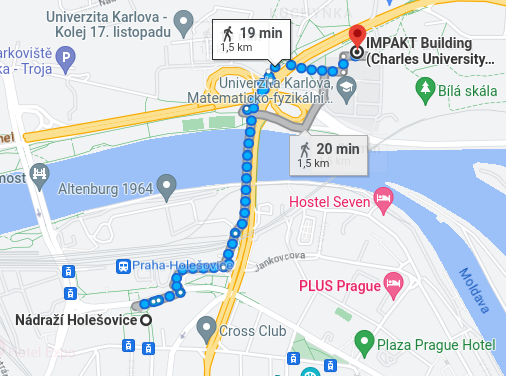 Univerzita Karlova -
Kolej 17. listopadu
19 min
1,5 km
IMPAKT Building
(Charles University...
arkoviště
a - Troja
Univerzita Karlova,
Matematicko-fyzikální...
Bílá skála
20 min
1,5 km
most
Altenburg 1964
Hostel Seven
Praha-Holešovice
Jankovcova
PLUS Prague
Moldava
Nádraží Holešovice
Cross Club
Plaza Prague Hotel